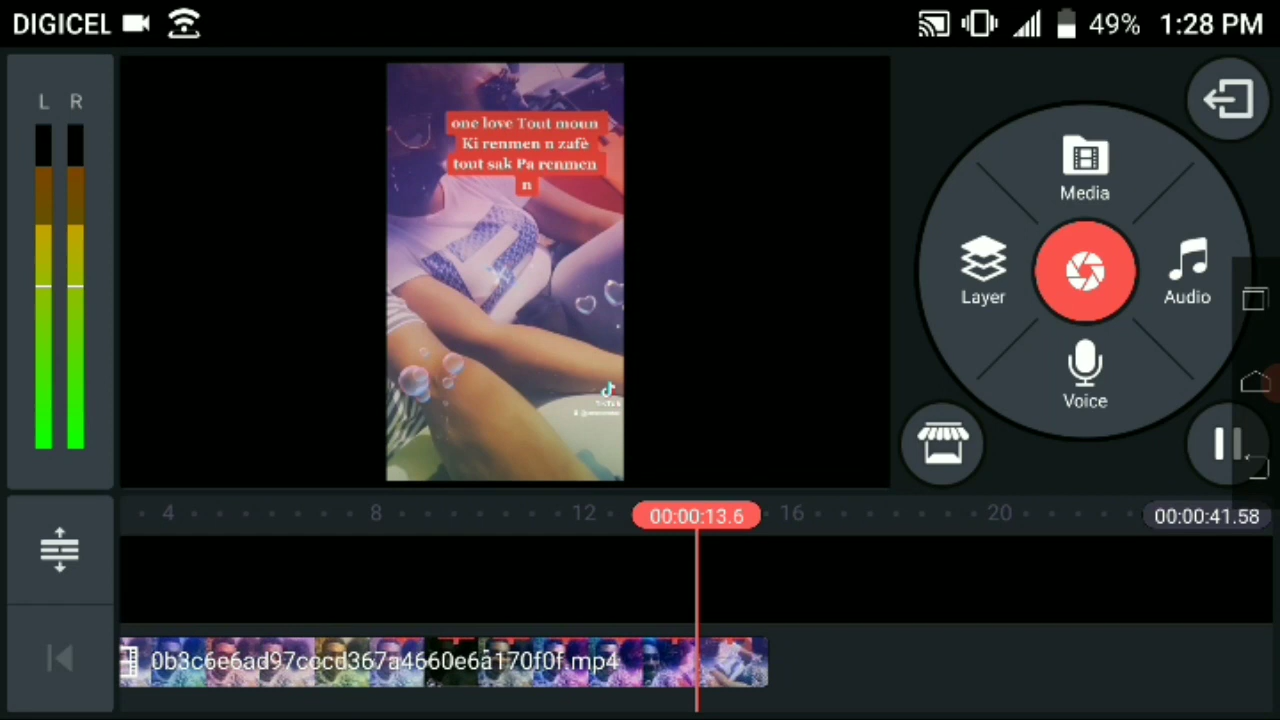 DIGICEL
49% 1:28 PM
L R
one love Tout moun
Ki renmen n zafè
tout sak Pa renmen
n
Media
Layer
Audio
Voice
4 8 12 00:00:13.6 16 20 00:00:41.58
0b3c6e6ad97cccd367a4660e6a170f0f.mp4